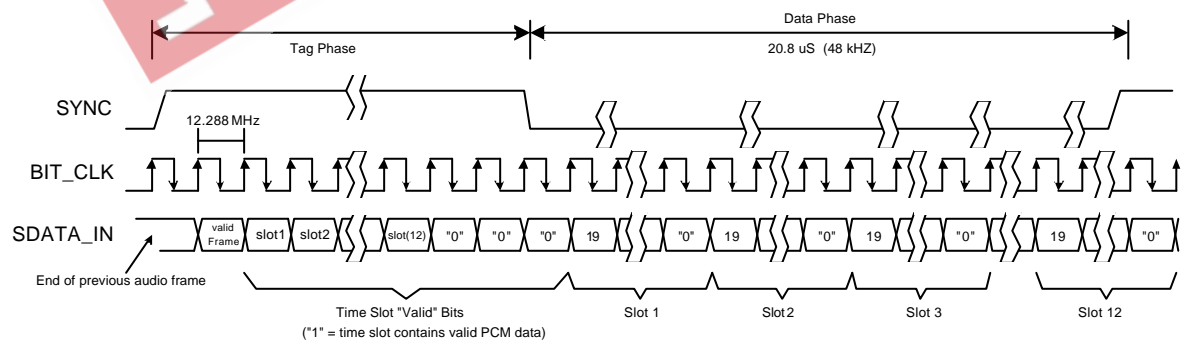 Data Phase
Tag Phase
20.8 uS (48 kHZ)
SYNC
12.288 MHz
BIT_CLK
SDATA_IN
valid Frame slot1 slot2 slot(12) "0" "0" "0" 19 "0" 19 "0" 19 "0" 19 "0"
End of previous audio frame
Time Slot "Valid" Bits
("1" = time slot contains valid PCM data)
Slot 1
Slot2
Slot 3
Slot 12